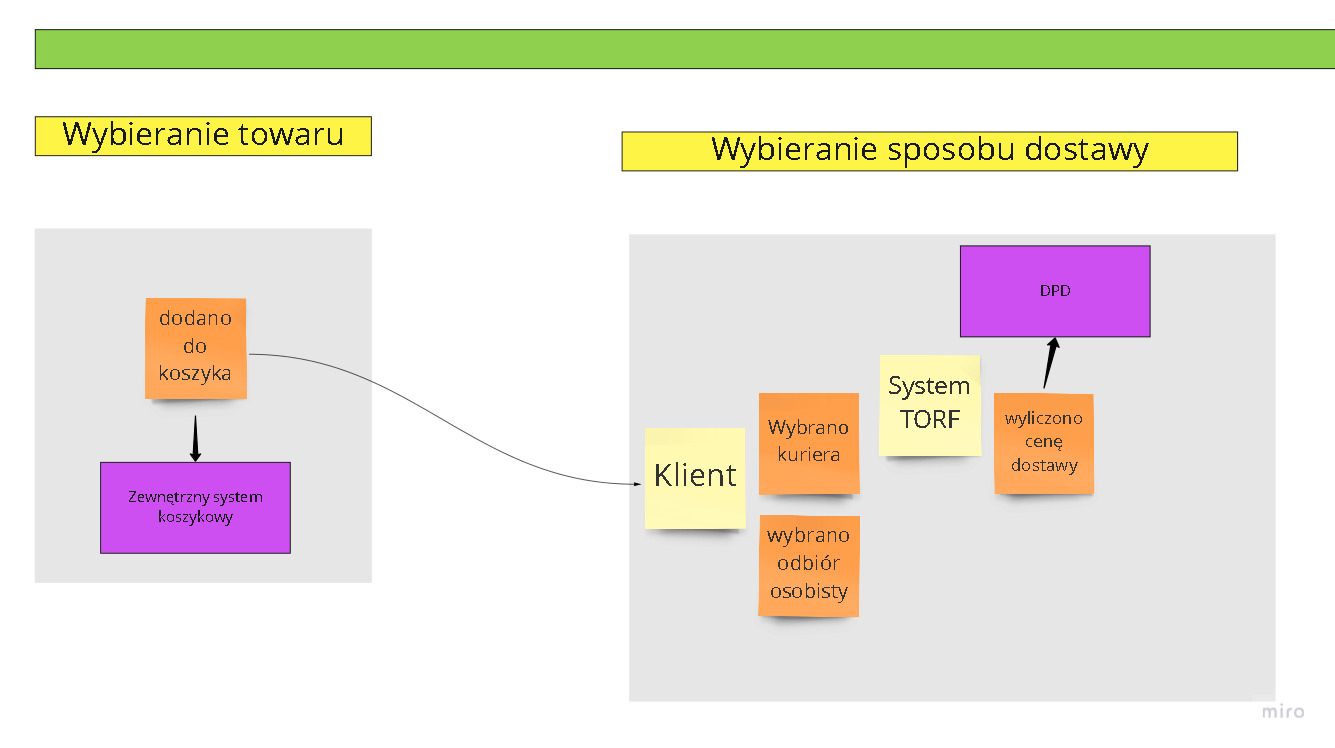 Wybieranie towaru
Wybieranie sposobu dostawy
dodano
do
koszyka
Zewnętrzny system
koszykowy
DPD
System
TORF
wyliczono
cenę
dostawy
Klient
Wybrano
kuriera
wybrano
odbiór
osobisty
miro